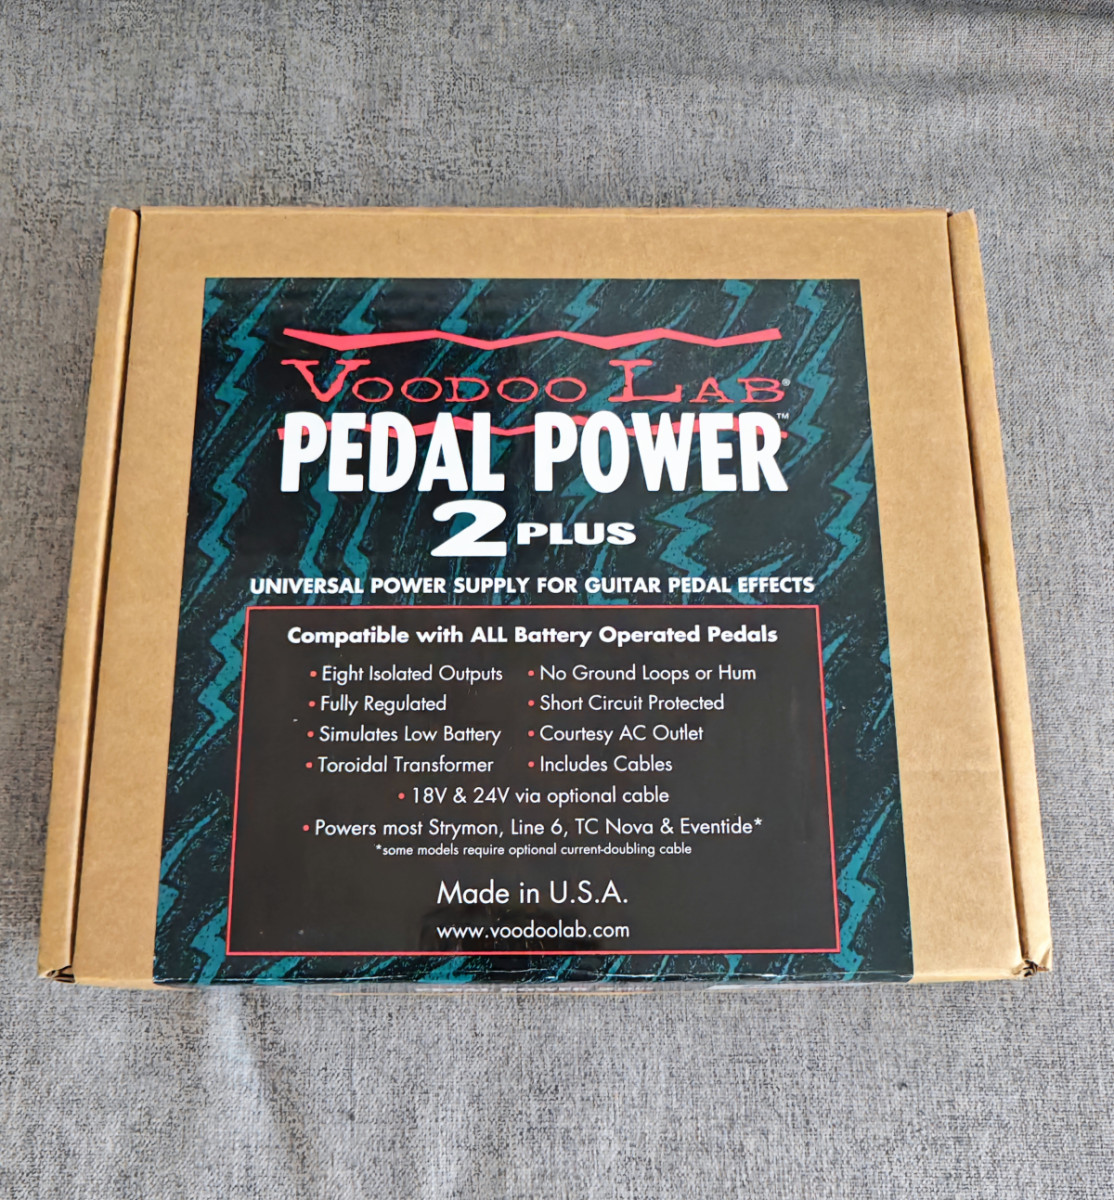 VOODOO LAB®
PEDAL POWER™
2 PLUS
UNIVERSAL POWER SUPPLY FOR GUITAR PEDAL EFFECTS
Compatible with ALL Battery Operated Pedals
• Eight Isolated Outputs • No Ground Loops or Hum
• Fully Regulated • Short Circuit Protected
• Simulates Low Battery • Courtesy AC Outlet
• Toroidal Transformer • Includes Cables
• 18V & 24V via optional cable
• Powers most Strymon, Line 6, TC Nova & Eventide*
*some models require optional current-doubling cable
Made in U.S.A.
www.voodoolab.com